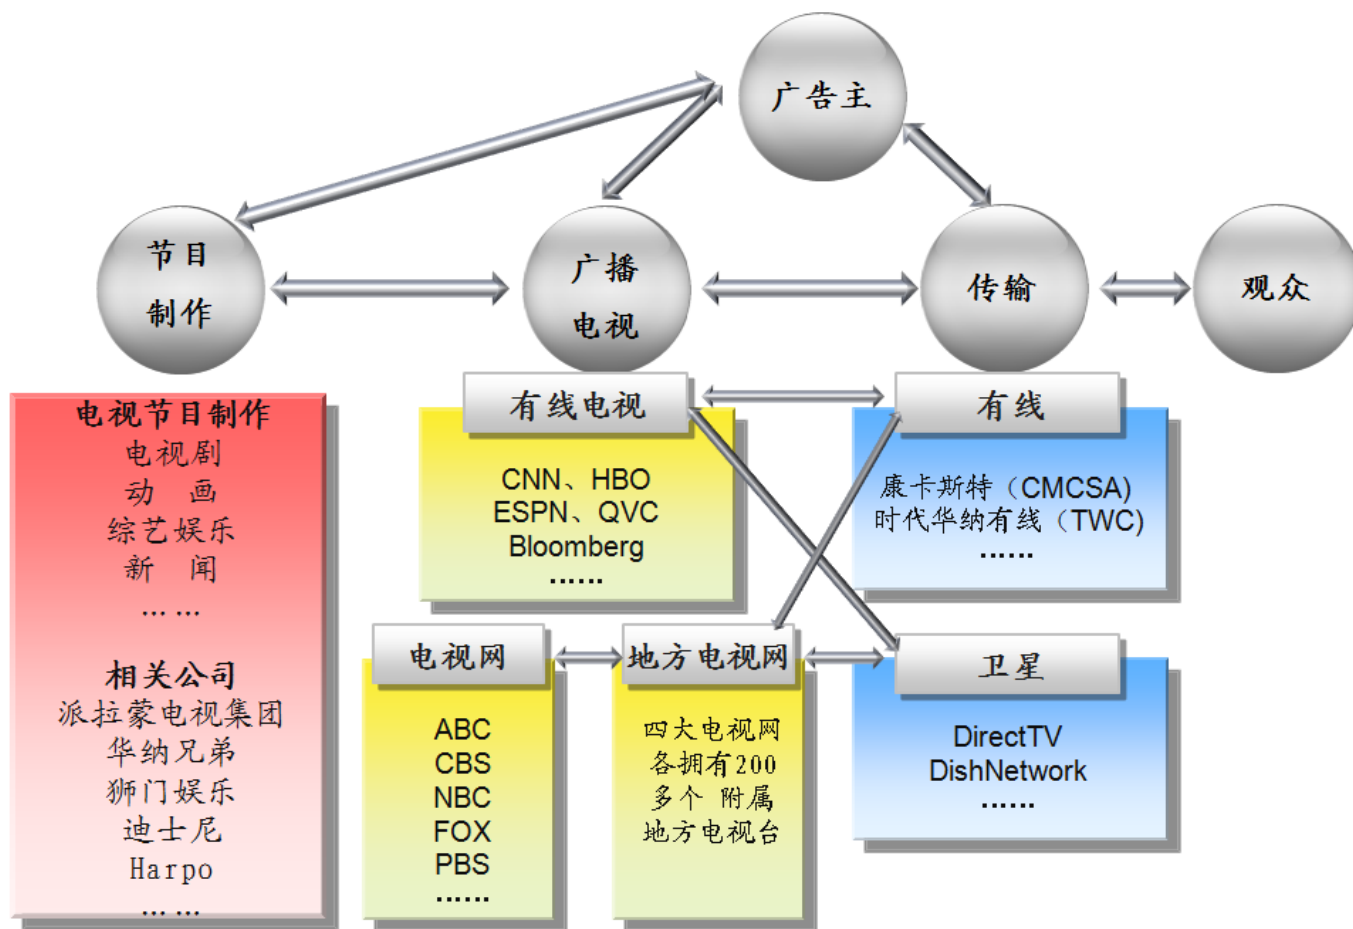 广告主
节目
制作
广播
电视
传输
观众
电视节目制作
电视剧
动 画
综艺娱乐
新 闻
……
相关公司
派拉蒙电视集团
华纳兄弟
狮门娱乐
迪士尼
Harpo
……
有线电视
CNN、HBO
ESPN、QVC
Bloomberg
……
有线
康卡斯特（CMCSA)
时代华纳有线（TWC)
……
电视网
ABC
CBS
NBC
FOX
PBS
……
地方电视网
四大电视网
各拥有200
多个 附属
地方电视台
卫星
DirectTV
DishNetwork
……